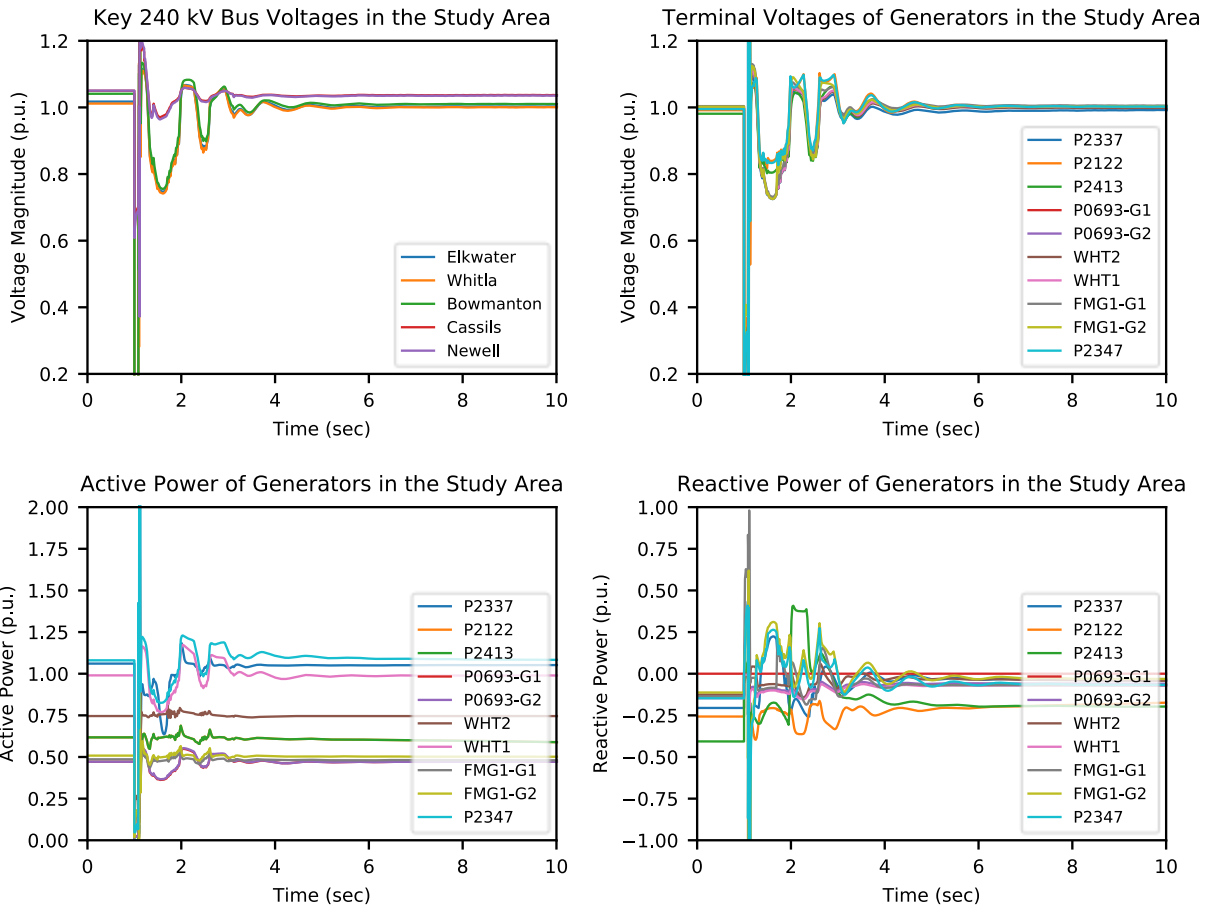 Key 240 kV Bus Voltages in the Study Area
1.2
1.0
0.8
0.6
0.4
0.2
Voltage Magnitude (p.u.)
Elkwater
Whitla
Bowmanton
Cassils
Newell
0 2 4 6 8 10
Time (sec)
Terminal Voltages of Generators in the Study Area
1.2
1.0
0.8
0.6
0.4
0.2
Voltage Magnitude (p.u.)
P2337
P2122
P2413
P0693-G1
P0693-G2
WHT2
WHT1
FMG1-G1
FMG1-G2
P2347
0 2 4 6 8 10
Time (sec)
Active Power of Generators in the Study Area
2.00
1.75
1.50
1.25
1.00
0.75
0.50
0.25
0.00
Active Power (p.u.)
P2337
P2122
P2413
P0693-G1
P0693-G2
WHT2
WHT1
FMG1-G1
FMG1-G2
P2347
0 2 4 6 8 10
Time (sec)
Reactive Power of Generators in the Study Area
1.00
0.75
0.50
0.25
0.00
−0.25
−0.50
−0.75
−1.00
Reactive Power (p.u.)
P2337
P2122
P2413
P0693-G1
P0693-G2
WHT2
WHT1
FMG1-G1
FMG1-G2
P2347
0 2 4 6 8 10
Time (sec)